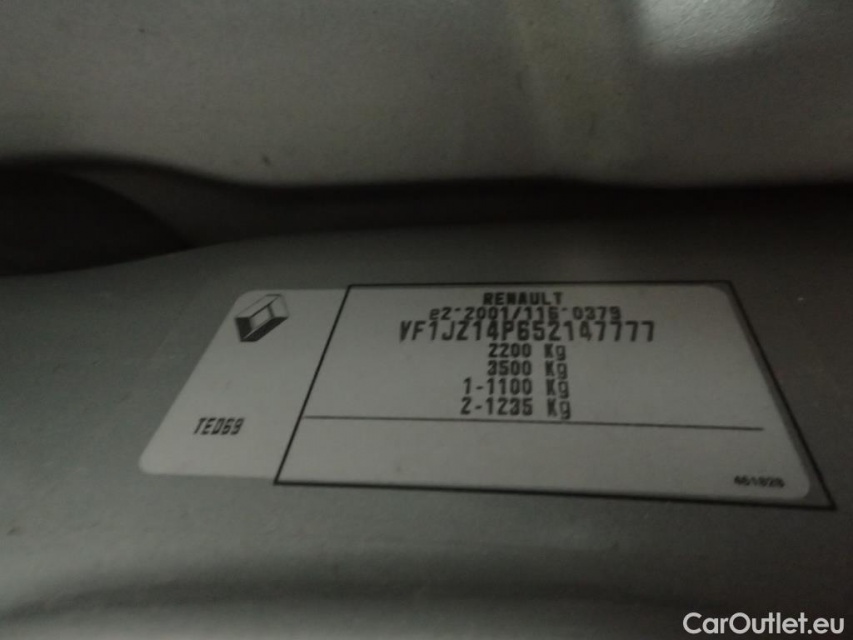 RENAULT
e2*2001/116*0379
VF1JZ14P652147777
2200 Kg
3500 Kg
1-1100 Kg
2-1235 Kg
TED69
461828
CarOutlet.eu